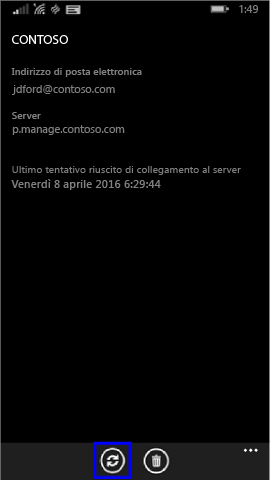 1:49
CONTOSO
Indirizzo di posta elettronica
jdford@contoso.com
Server
p.manage.contoso.com
Ultimo tentativo riuscito di collegamento al server
Venerdì 8 aprile 2016 6:29:44